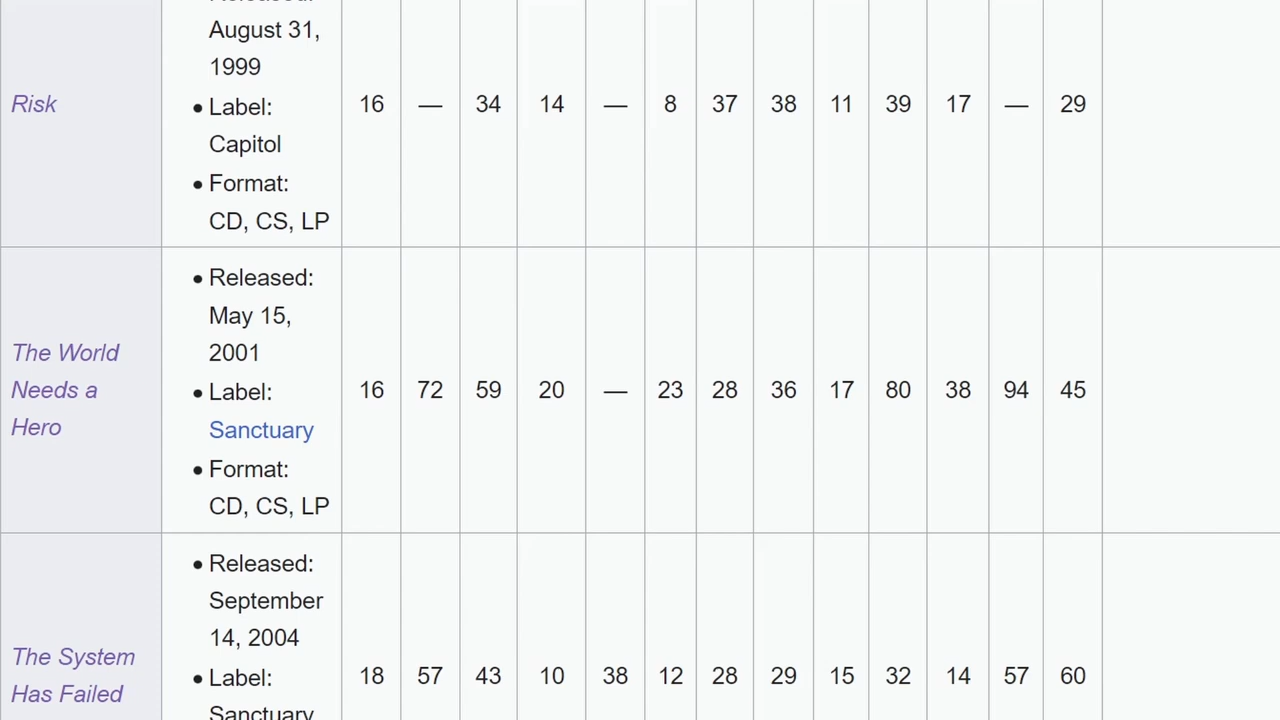 August 31,
1999
• Label:
Capitol
• Format:
CD, CS, LP
Risk
16 — 34 14 — 8 37 38 11 39 17 — 29
• Released:
May 15,
2001
• Label:
Sanctuary
• Format:
CD, CS, LP
The World
Needs a
Hero
16 72 59 20 — 23 28 36 17 80 38 94 45
• Released:
September
14, 2004
• Label:
Sanctuary
The System
Has Failed
18 57 43 10 38 12 28 29 15 32 14 57 60